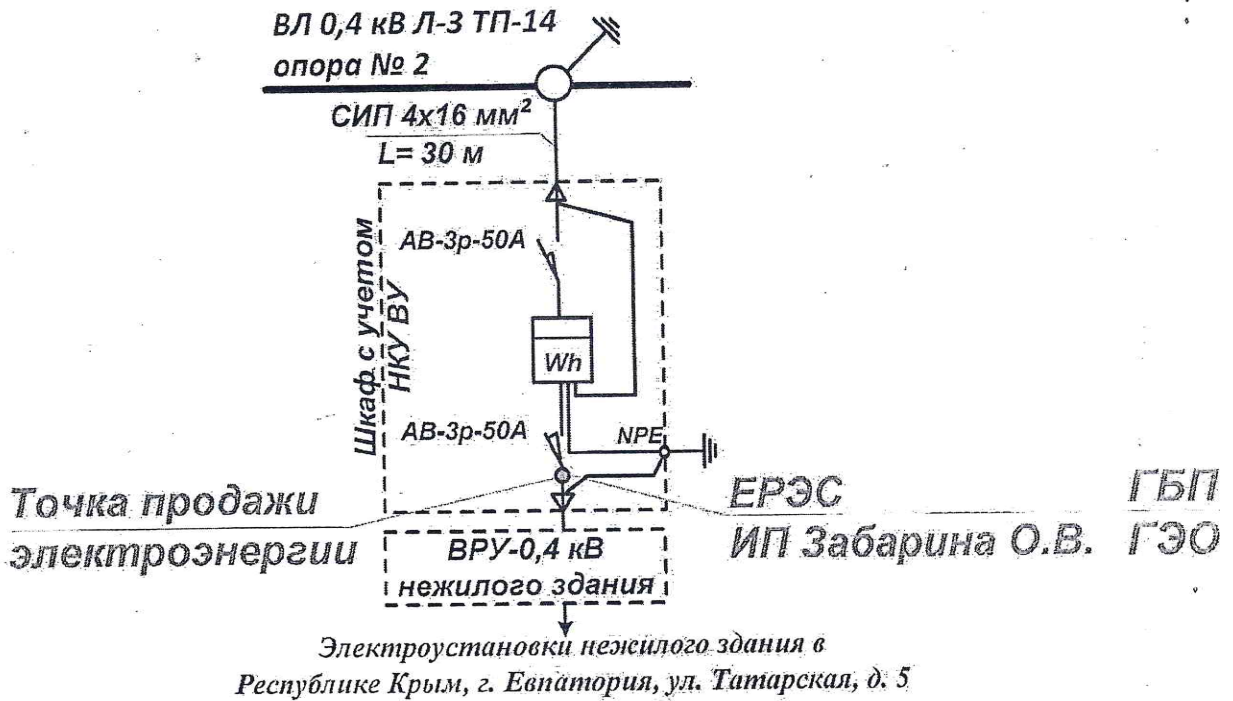 ВЛ 0,4 кВ Л-3 ТП-14
опора № 2
СИП 4х16 мм²
L= 30 м
Шкаф с учетом
НКУ ВУ
АВ-3р-50А
Wh
АВ-3р-50А
NPE
Точка продажи
электроэнергии
ЕРЭС
ГБП
ИП Забарина О.В.
ГЭО
ВРУ-0,4 кВ
нежилого здания
Электроустановки нежилого здания в
Республике Крым, г. Евпатория, ул. Татарская, д. 5